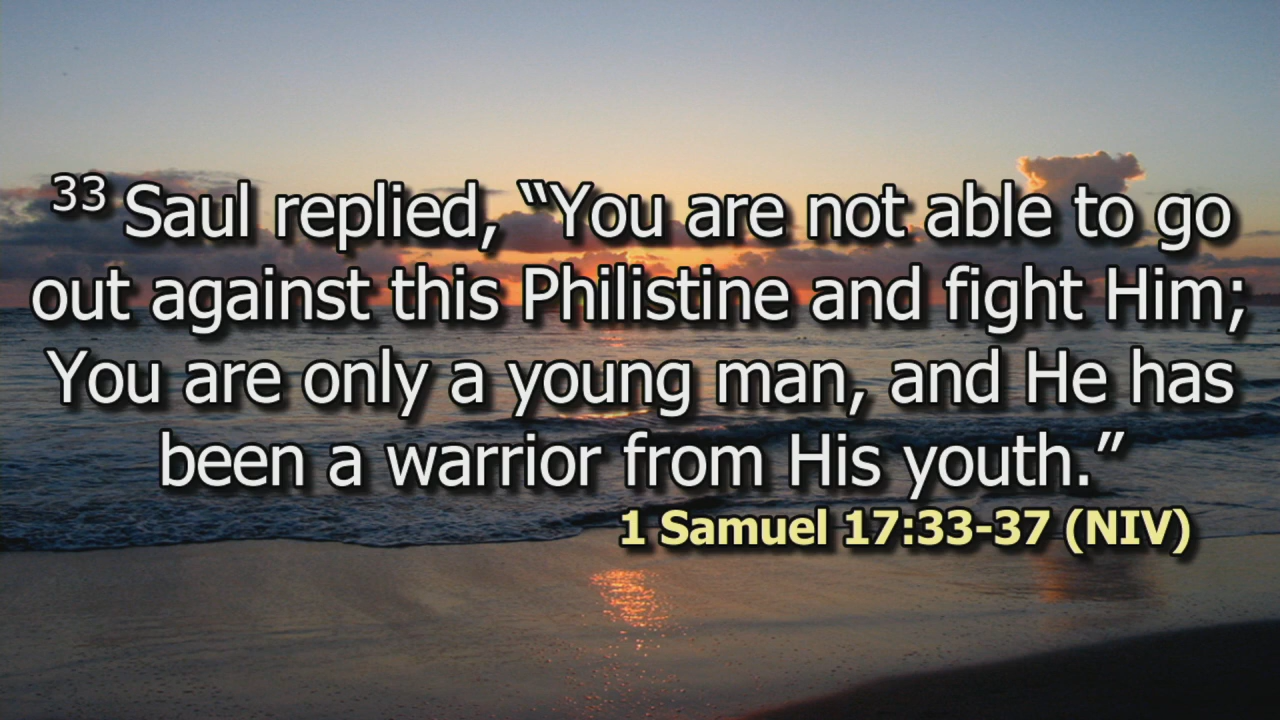 33 Saul replied, “You are not able to go
out against this Philistine and fight Him;
You are only a young man, and He has
been a warrior from His youth.”
1 Samuel 17:33-37 (NIV)